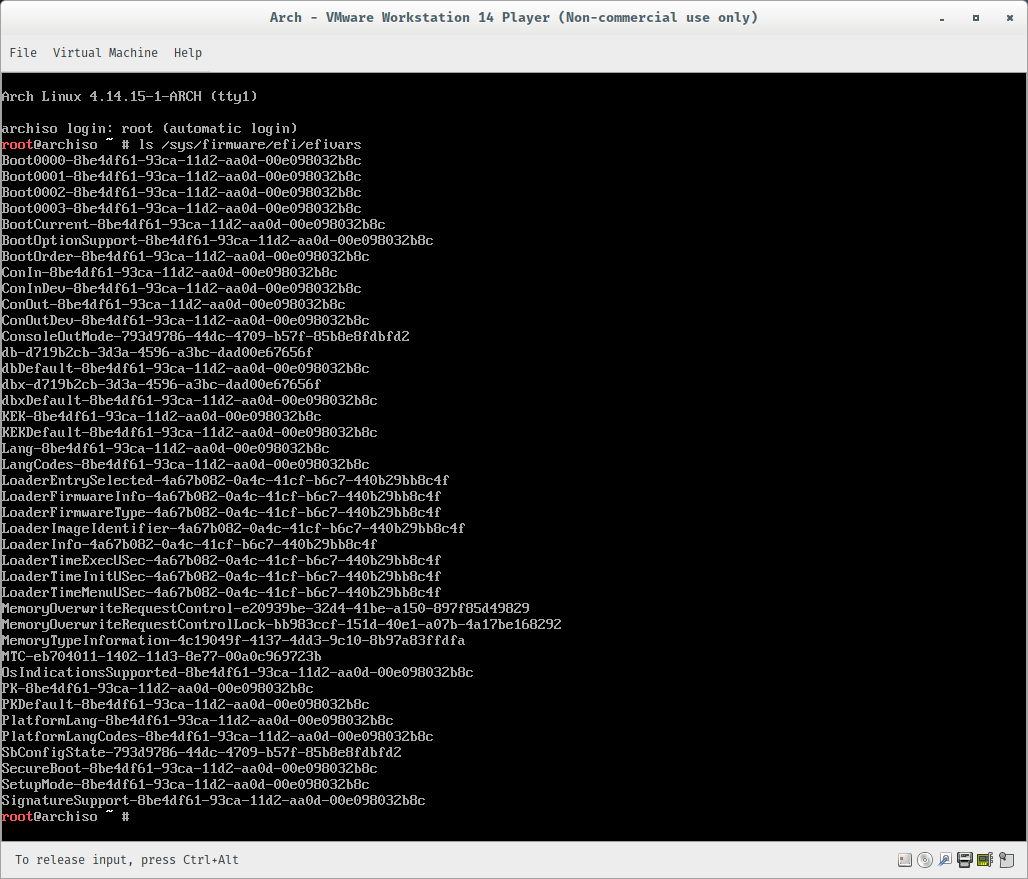 Arch - VMware Workstation 14 Player (Non-commercial use only)
File Virtual Machine Help
Arch Linux 4.14.15-1-ARCH (tty1)
archiso login: root (automatic login)
root@archiso ~ # ls /sys/firmware/efi/efivars
Boot0000-8be4df61-93ca-11d2-aa0d-00e098032b8c
Boot0001-8be4df61-93ca-11d2-aa0d-00e098032b8c
Boot0002-8be4df61-93ca-11d2-aa0d-00e098032b8c
Boot0003-8be4df61-93ca-11d2-aa0d-00e098032b8c
BootCurrent-8be4df61-93ca-11d2-aa0d-00e098032b8c
BootOptionSupport-8be4df61-93ca-11d2-aa0d-00e098032b8c
BootOrder-8be4df61-93ca-11d2-aa0d-00e098032b8c
ConIn-8be4df61-93ca-11d2-aa0d-00e098032b8c
ConInDev-8be4df61-93ca-11d2-aa0d-00e098032b8c
ConOut-8be4df61-93ca-11d2-aa0d-00e098032b8c
ConOutDev-8be4df61-93ca-11d2-aa0d-00e098032b8c
ConsoleOutMode-793d9786-44dc-4709-b57f-85b8e8fdbfd2
db-d719b2cb-3d3a-4596-a3bc-dad00e67656f
dbDefault-8be4df61-93ca-11d2-aa0d-00e098032b8c
dbx-d719b2cb-3d3a-4596-a3bc-dad00e67656f
dbxDefault-8be4df61-93ca-11d2-aa0d-00e098032b8c
KEK-8be4df61-93ca-11d2-aa0d-00e098032b8c
KEKDefault-8be4df61-93ca-11d2-aa0d-00e098032b8c
Lang-8be4df61-93ca-11d2-aa0d-00e098032b8c
LangCodes-8be4df61-93ca-11d2-aa0d-00e098032b8c
LoaderEntrySelected-4a67b082-0a4c-41cf-b6c7-440b29bb8c4f
LoaderFirmwareInfo-4a67b082-0a4c-41cf-b6c7-440b29bb8c4f
LoaderFirmwareType-4a67b082-0a4c-41cf-b6c7-440b29bb8c4f
LoaderImageIdentifier-4a67b082-0a4c-41cf-b6c7-440b29bb8c4f
LoaderInfo-4a67b082-0a4c-41cf-b6c7-440b29bb8c4f
LoaderTimeExecUSec-4a67b082-0a4c-41cf-b6c7-440b29bb8c4f
LoaderTimeInitUSec-4a67b082-0a4c-41cf-b6c7-440b29bb8c4f
LoaderTimeMenuUSec-4a67b082-0a4c-41cf-b6c7-440b29bb8c4f
MemoryOverwriteRequestControl-e20939be-32d4-41be-a150-897f85d49829
MemoryOverwriteRequestControlLock-bb983ccf-151d-40e1-a07b-4a17be168292
MemoryTypeInformation-4c19049f-4137-4dd3-9c10-8b97a83ffdfa
MTC-eb704011-1402-11d3-8e77-00a0c969723b
OsIndicationsSupported-8be4df61-93ca-11d2-aa0d-00e098032b8c
PK-8be4df61-93ca-11d2-aa0d-00e098032b8c
PKDefault-8be4df61-93ca-11d2-aa0d-00e098032b8c
PlatformLang-8be4df61-93ca-11d2-aa0d-00e098032b8c
PlatformLangCodes-8be4df61-93ca-11d2-aa0d-00e098032b8c
SbConfigState-793d9786-44dc-4709-b57f-85b8e8fdbfd2
SecureBoot-8be4df61-93ca-11d2-aa0d-00e098032b8c
SetupMode-8be4df61-93ca-11d2-aa0d-00e098032b8c
SignatureSupport-8be4df61-93ca-11d2-aa0d-00e098032b8c
root@archiso ~ #
To release input, press Ctrl+Alt